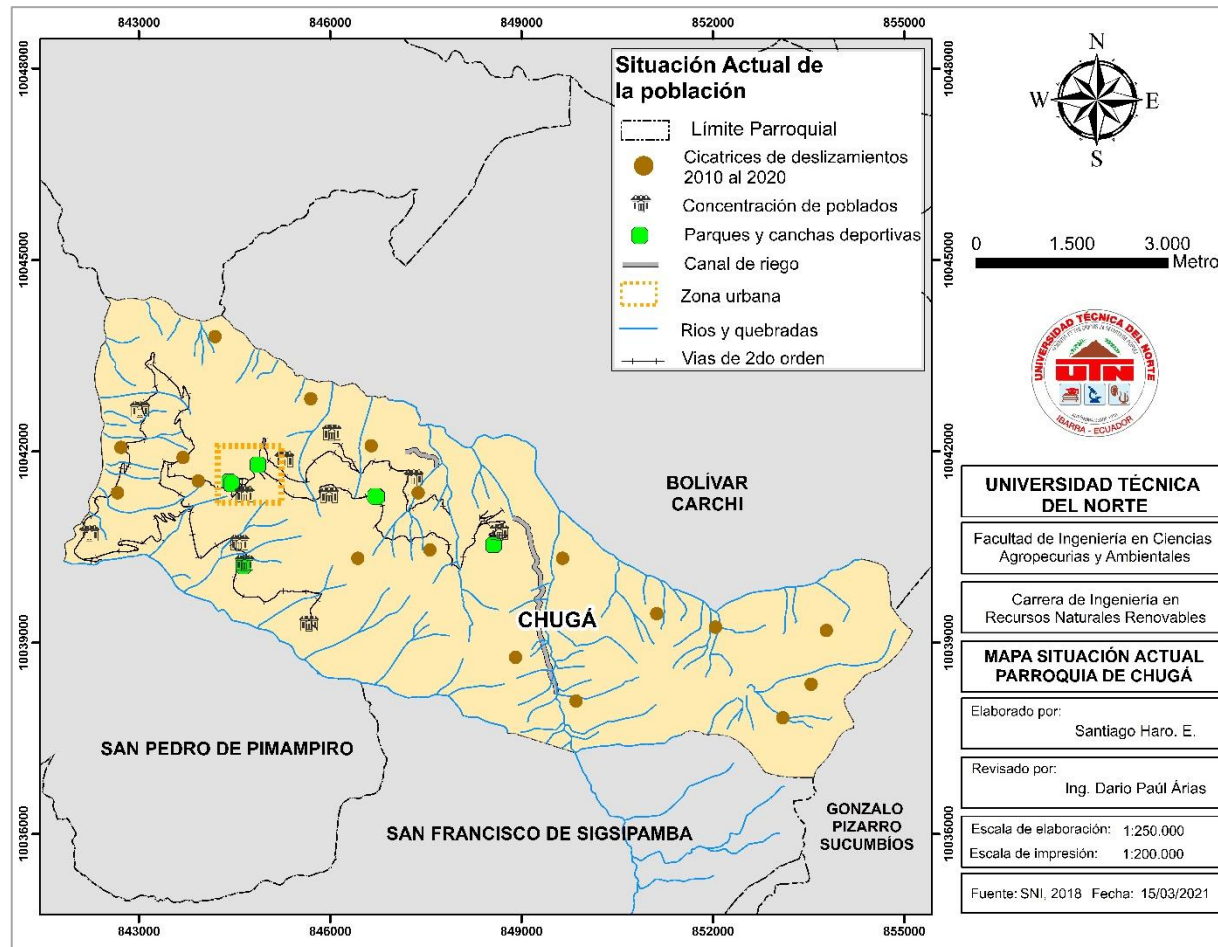 843000
846000
849000
852000
855000
10048000
10048000
10045000
10045000
10042000
10042000
10039000
10039000
10036000
10036000
Situación Actual de
la población
Límite Parroquial
Cicatrices de deslizamientos
2010 al 2020
Concentración de poblados
Parques y canchas deportivas
Canal de riego
Zona urbana
Rios y quebradas
Vias de 2do orden
BOLÍVAR
CARCHI
CHUGÁ
SAN PEDRO DE PIMAMPIRO
SAN FRANCISCO DE SIGSIPAMBA
GONZALO
PIZARRO
SUCUMBÍOS
843000
846000
849000
852000
855000
N
W
E
S
0
1.500
3.000
Metro
UNIVERSIDAD TÉCNICA DEL NORTE
UTN
IBARRA - ECUADOR
UNIVERSIDAD TÉCNICA
DEL NORTE
Facultad de Ingeniería en Ciencias
Agropecurias y Ambientales
Carrera de Ingeniería en
Recursos Naturales Renovables
MAPA SITUACIÓN ACTUAL
PARROQUIA DE CHUGÁ
Elaborado por:
Santiago Haro. E.
Revisado por:
Ing. Dario Paúl Árias
Escala de elaboración: 1:250.000
Escala de impresión: 1:200.000
Fuente: SNI, 2018 Fecha: 15/03/2021